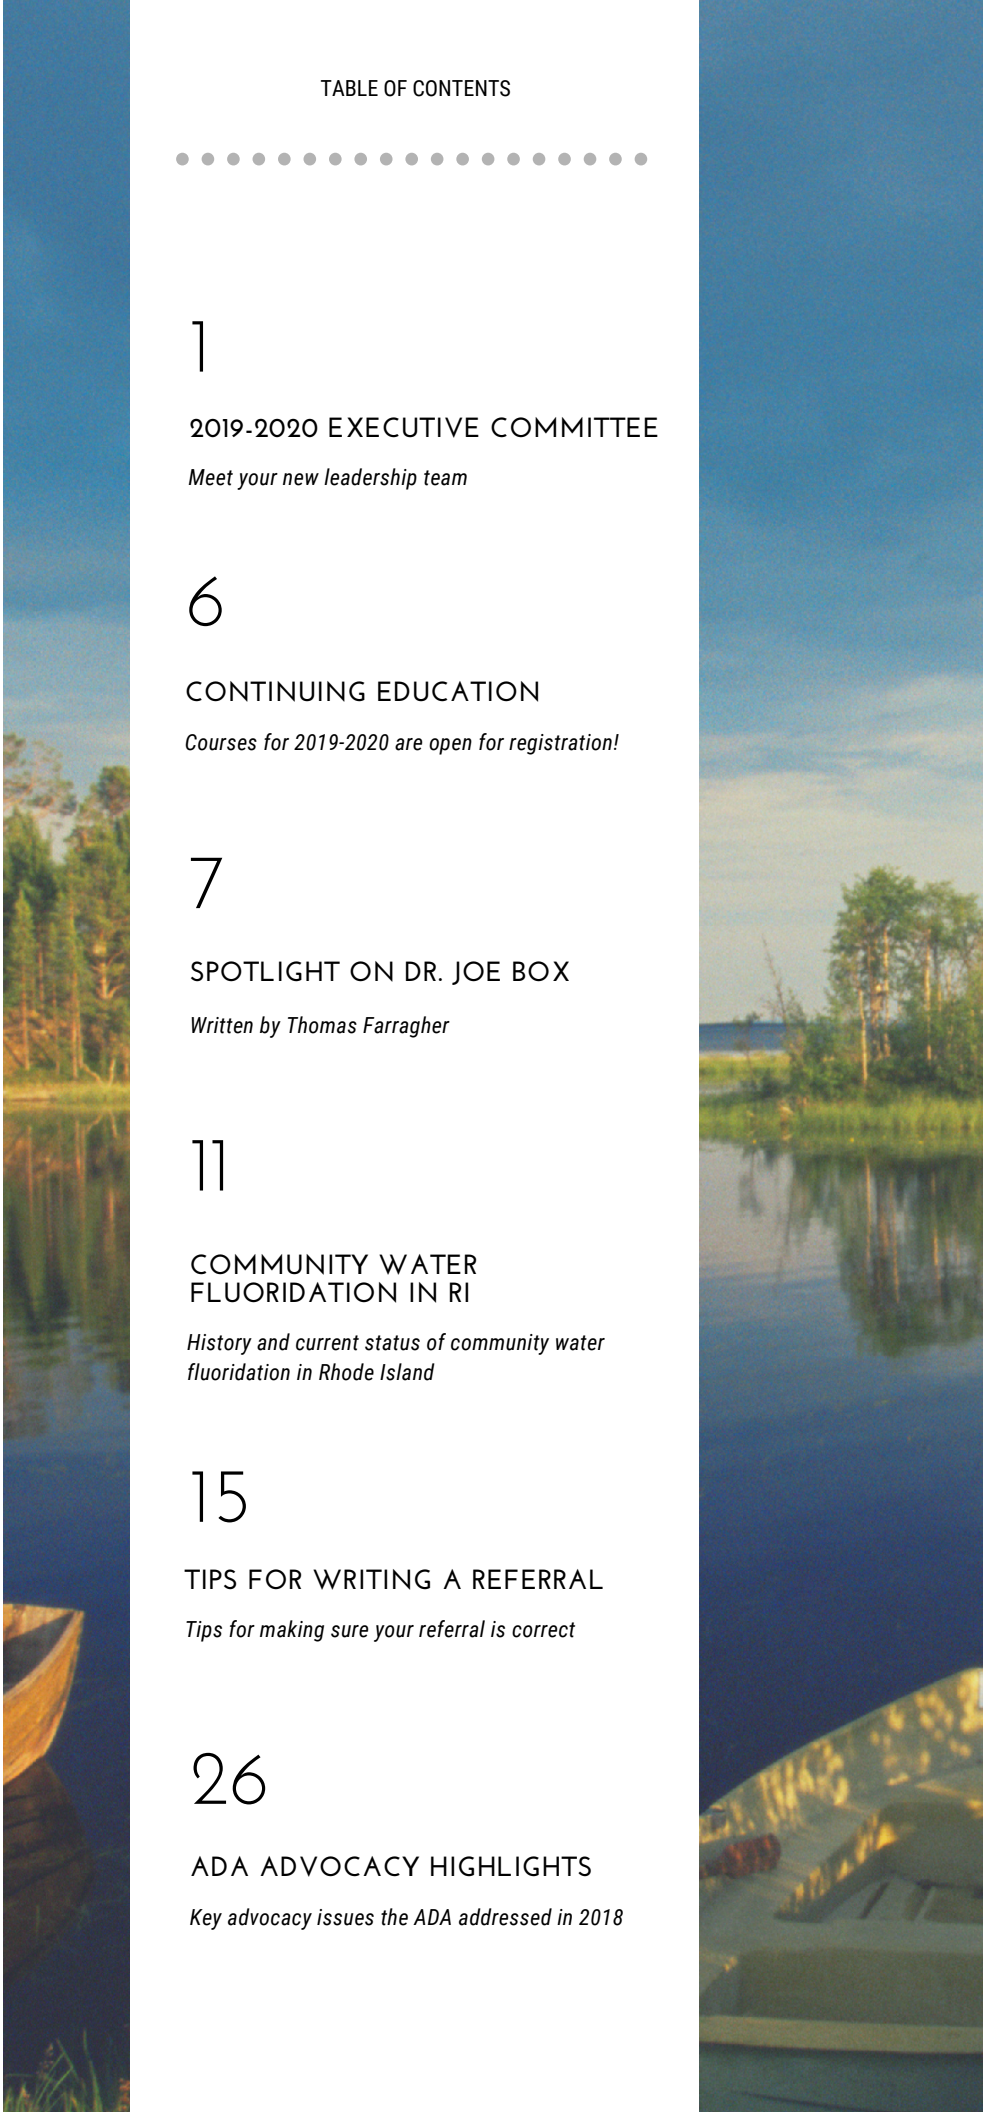 TABLE OF CONTENTS
1
2019-2020 EXECUTIVE COMMITTEE
Meet your new leadership team
6
CONTINUING EDUCATION
Courses for 2019-2020 are open for registration!
7
SPOTLIGHT ON DR. JOE BOX
Written by Thomas Farragher
11
COMMUNITY WATER
FLUORIDATION IN RI
History and current status of community water
fluoridation in Rhode Island
15
TIPS FOR WRITING A REFERRAL
Tips for making sure your referral is correct
26
ADA ADVOCACY HIGHLIGHTS
Key advocacy issues the ADA addressed in 2018